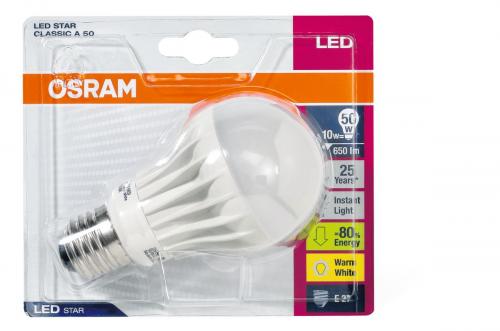 LED STAR
CLASSIC A 50
LED
OSRAM
50
W
10w=
650 lm
25
Years*
Instant
Light
-80%
Energy
Warm
White
E 27
LED STAR